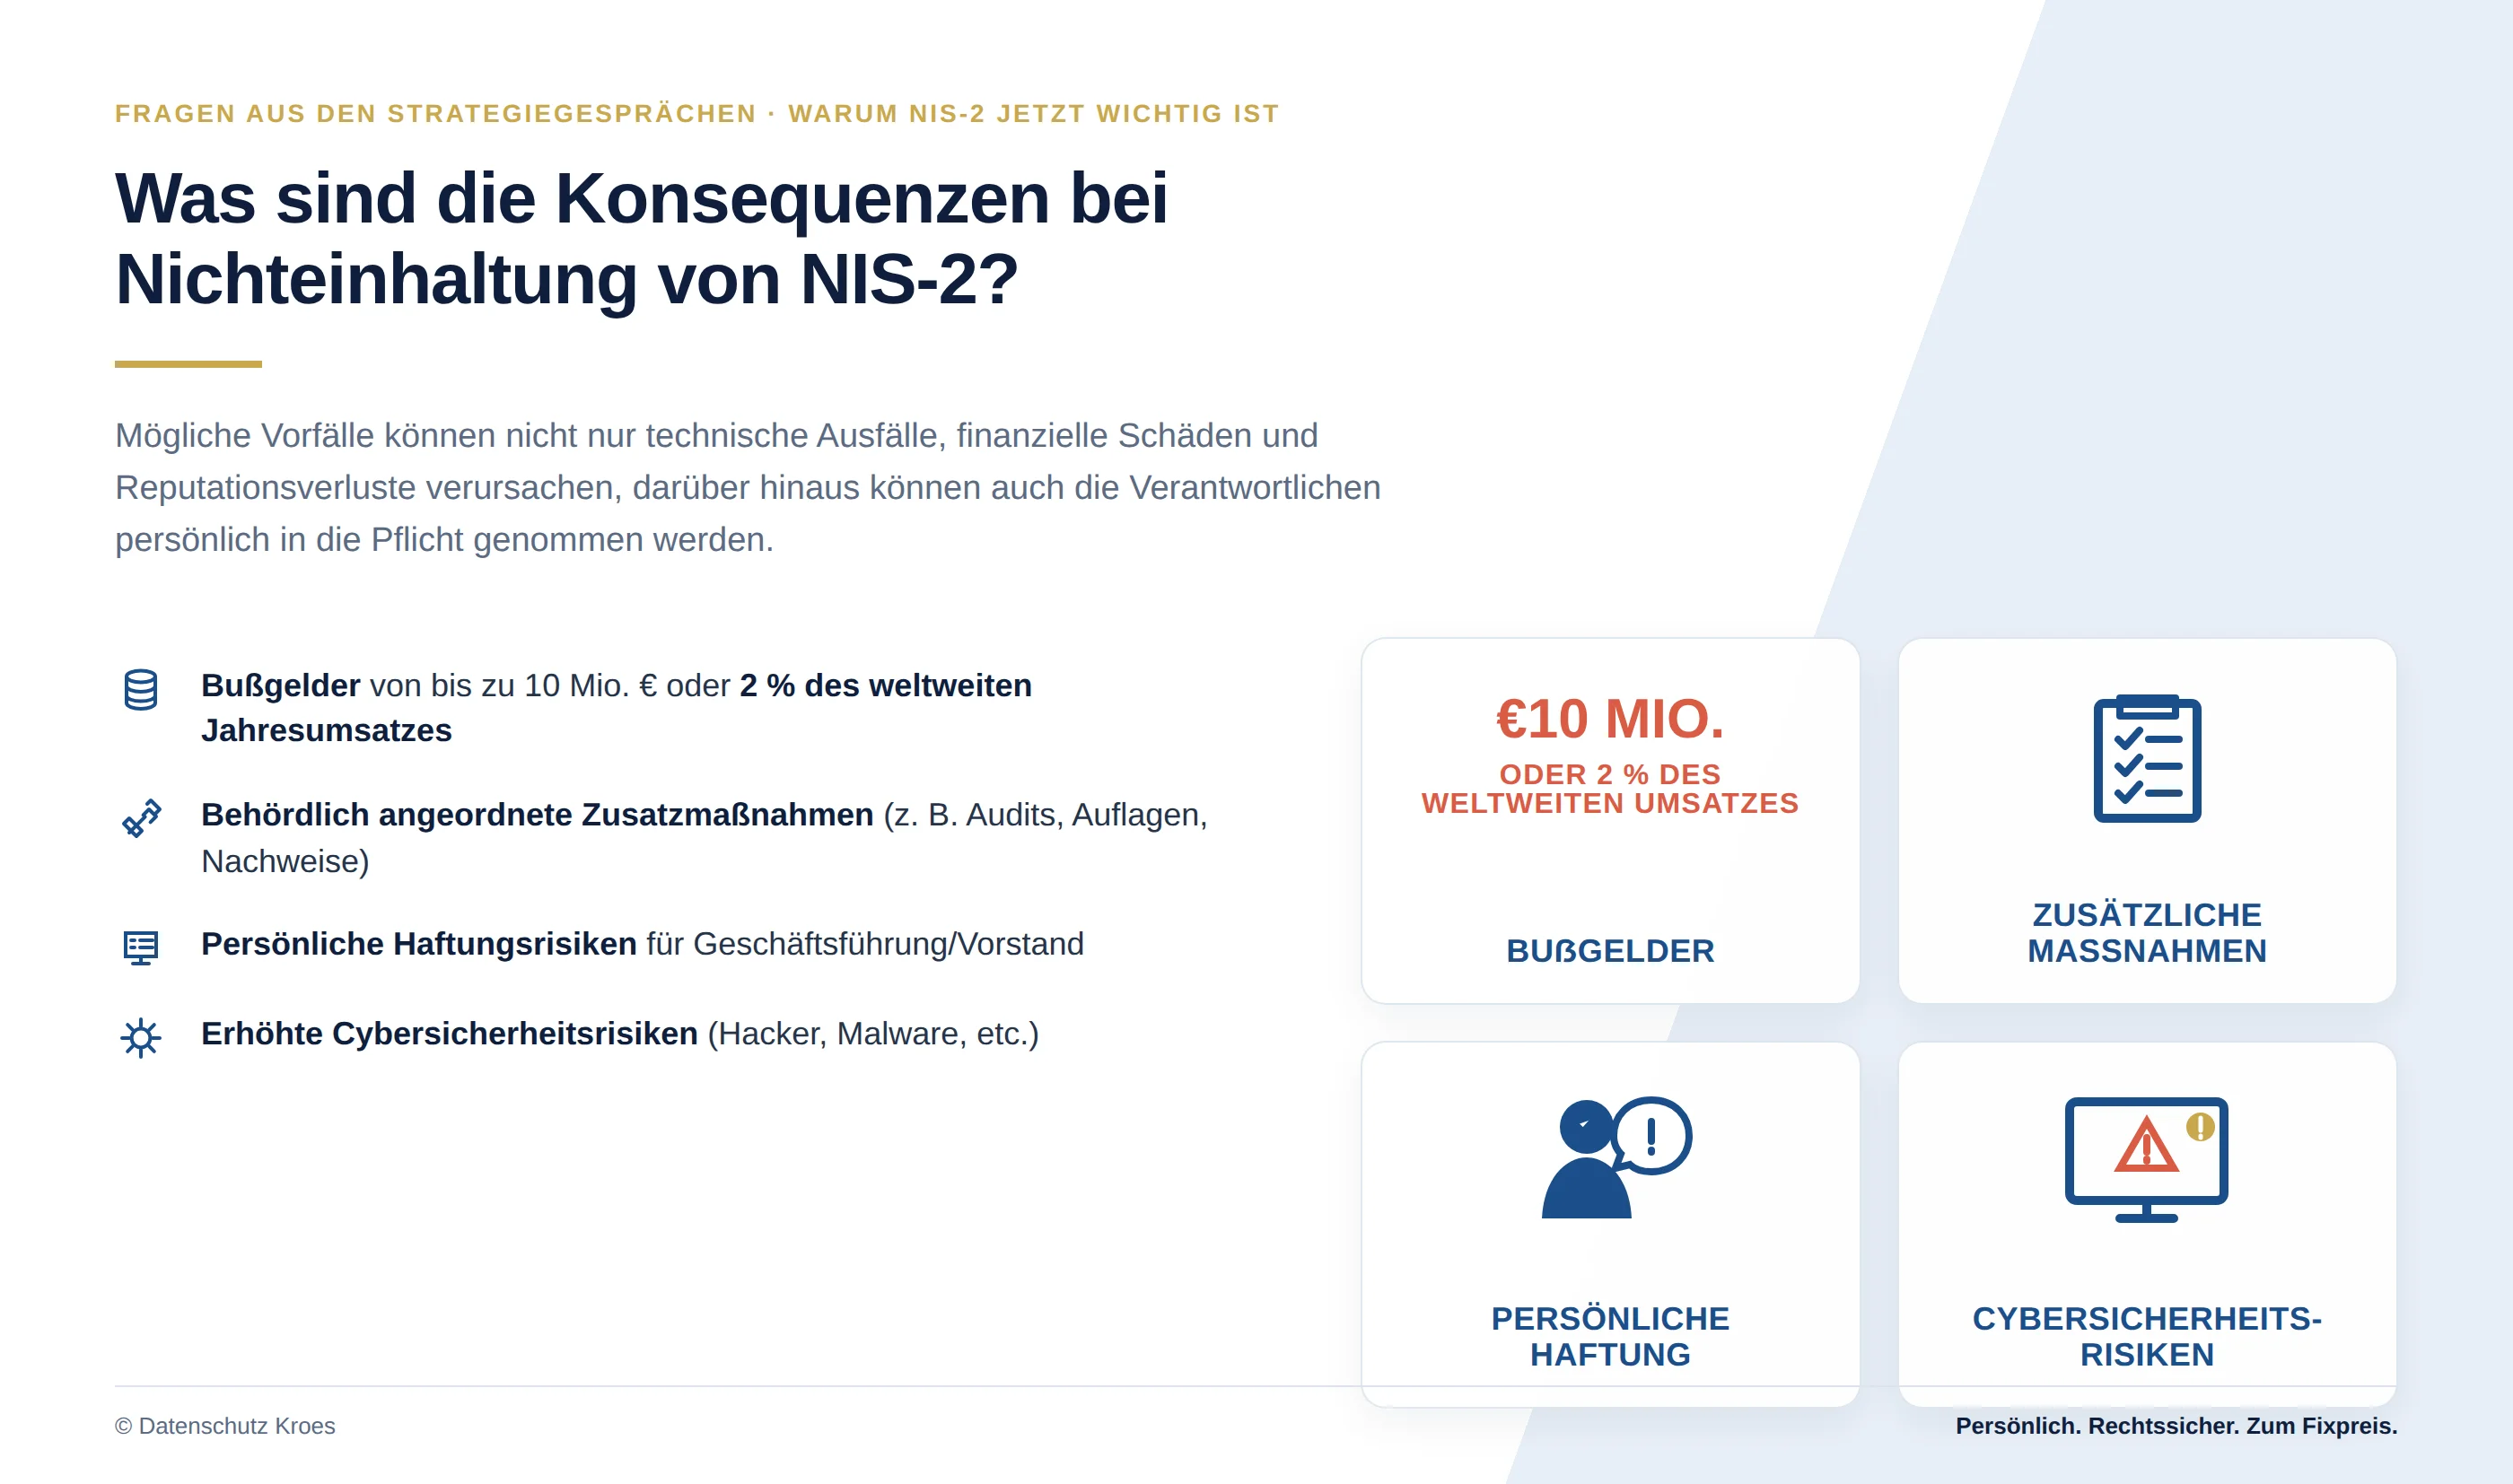 FRAGEN AUS DEN STRATEGIEGESPRÄCHEN · WARUM NIS-2 JETZT WICHTIG IST
Was sind die Konsequenzen bei
Nichteinhaltung von NIS-2?
Mögliche Vorfälle können nicht nur technische Ausfälle, finanzielle Schäden und
Reputationsverluste verursachen, darüber hinaus können auch die Verantwortlichen
persönlich in die Pflicht genommen werden.
Bußgelder von bis zu 10 Mio. € oder 2 % des weltweiten
Jahresumsatzes
Behördlich angeordnete Zusatzmaßnahmen (z. B. Audits, Auflagen,
Nachweise)
Persönliche Haftungsrisiken für Geschäftsführung/Vorstand
Erhöhte Cybersicherheitsrisiken (Hacker, Malware, etc.)
€10 MIO.
ODER 2 % DES
WELTWEITEN UMSATZES
BUßGELDER
ZUSÄTZLICHE
MASSNAHMEN
PERSÖNLICHE
HAFTUNG
CYBERSICHERHEITS-
RISIKEN
© Datenschutz Kroes
Persönlich. Rechtssicher. Zum Fixpreis.